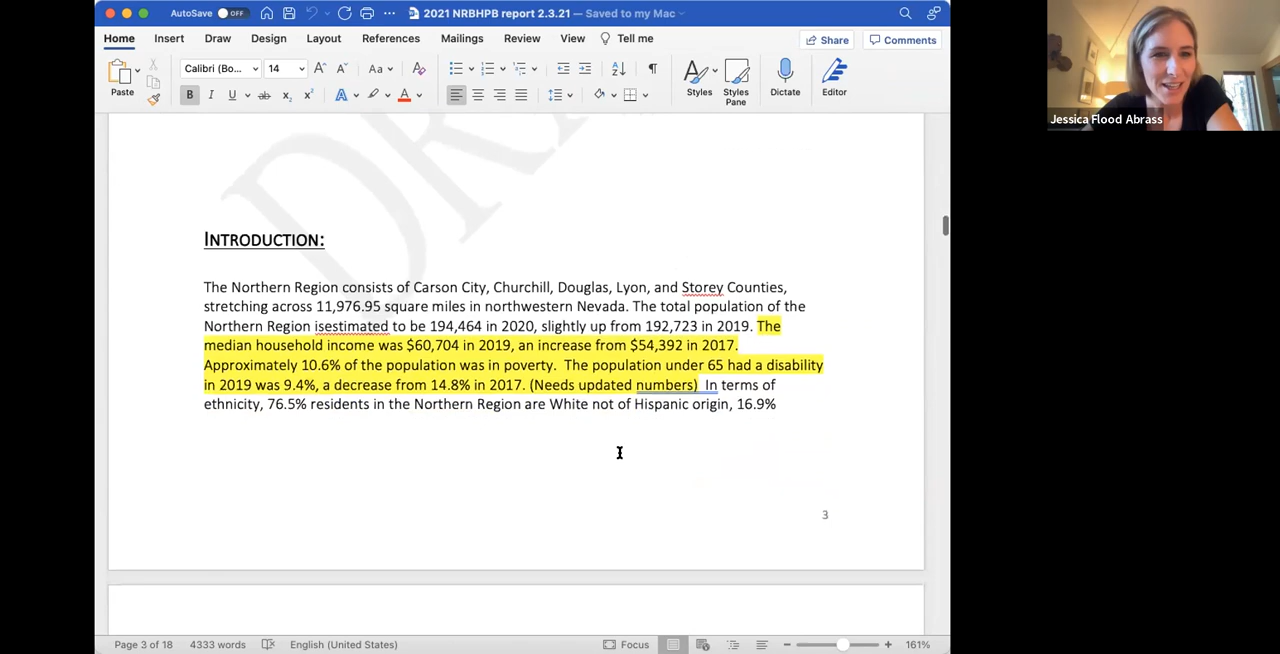 AutoSave OFF
2021 NRBHPB report 2.3.21 — Saved to my Mac
Home Insert Draw Design Layout References Mailings Review View Tell me Share Comments
Paste Calibri (Bo... 14 Styles Styles Pane Dictate Editor
Jessica Flood Abrass
DRA
INTRODUCTION:
The Northern Region consists of Carson City, Churchill, Douglas, Lyon, and Storey Counties,
stretching across 11,976.95 square miles in northwestern Nevada. The total population of the
Northern Region isestimated to be 194,464 in 2020, slightly up from 192,723 in 2019. The
median household income was $60,704 in 2019, an increase from $54,392 in 2017.
Approximately 10.6% of the population was in poverty. The population under 65 had a disability
in 2019 was 9.4%, a decrease from 14.8% in 2017. (Needs updated numbers) In terms of
ethnicity, 76.5% residents in the Northern Region are White not of Hispanic origin, 16.9%
3
Page 3 of 18 4333 words English (United States) Focus 161%